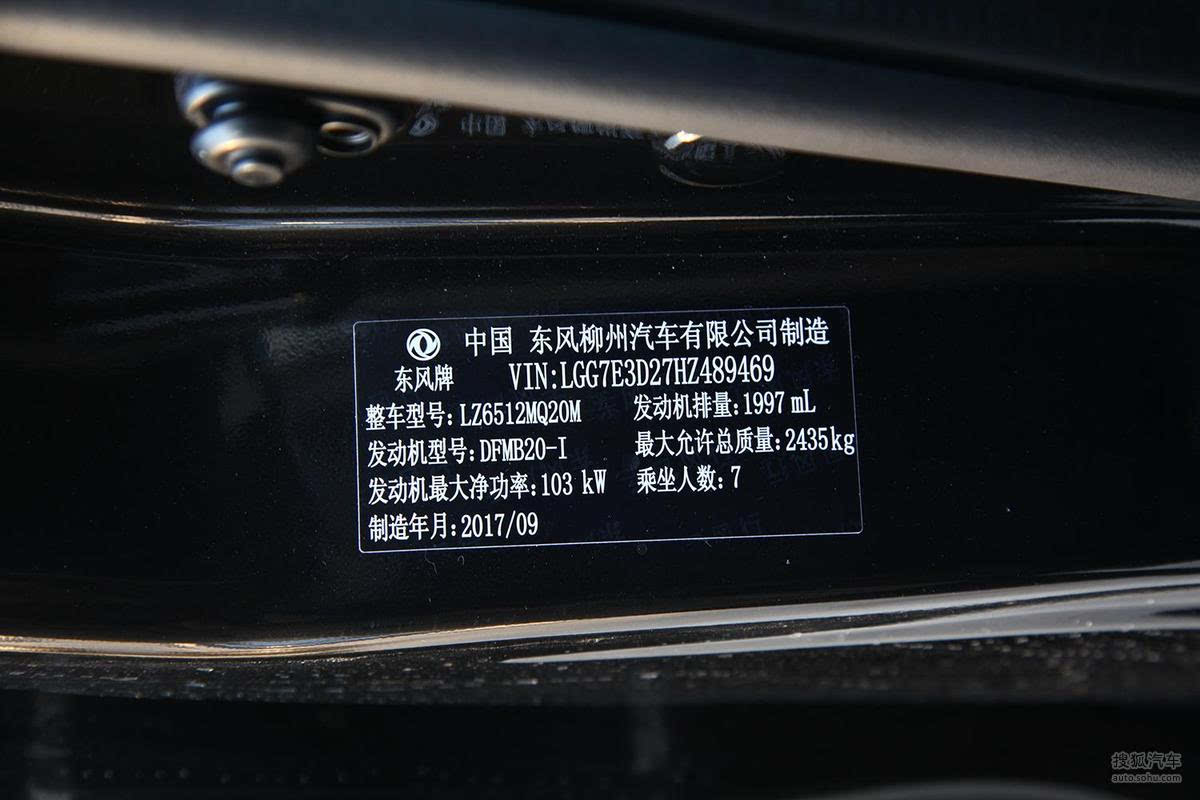 中国 东风柳州汽车有限公司制造
东风牌 VIN:LGG7E3D27HZ489469
整车型号:LZ6512MQ20M 发动机排量:1997 mL
发动机型号:DFMB20-I 最大允许总质量:2435kg
发动机最大净功率:103 kW 乘坐人数:7
制造年月:2017/09
搜狐汽车
auto.sohu.com